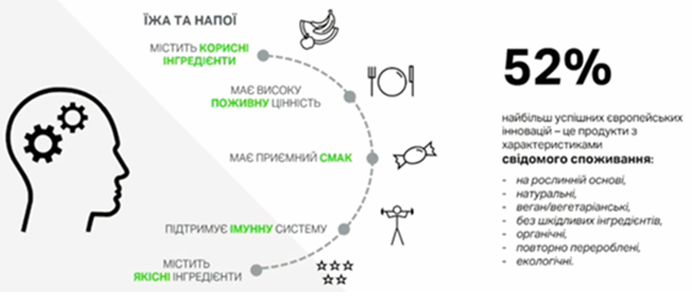 ЇЖА ТА НАПОЇ
МІСТИТЬ КОРИСНІ
ІНГРЕДІЄНТИ
МАЄ ВИСОКУ
ПОЖИВНУ ЦІННІСТЬ
МАЄ ПРИЄМНИЙ СМАК
ПІДТРИМУЄ ІМУННУ СИСТЕМУ
МІСТИТЬ
ЯКІСНІ ІНГРЕДІЄНТИ
52%
найбільш успішних європейських
інновацій – це продукти з
характеристиками
свідомого споживання:
- на рослинній основі,
- натуральні,
- веган/вегетаріанські,
- без шкідливих інгредієнтів,
- органічні,
- повторно перероблені,
- екологічні.